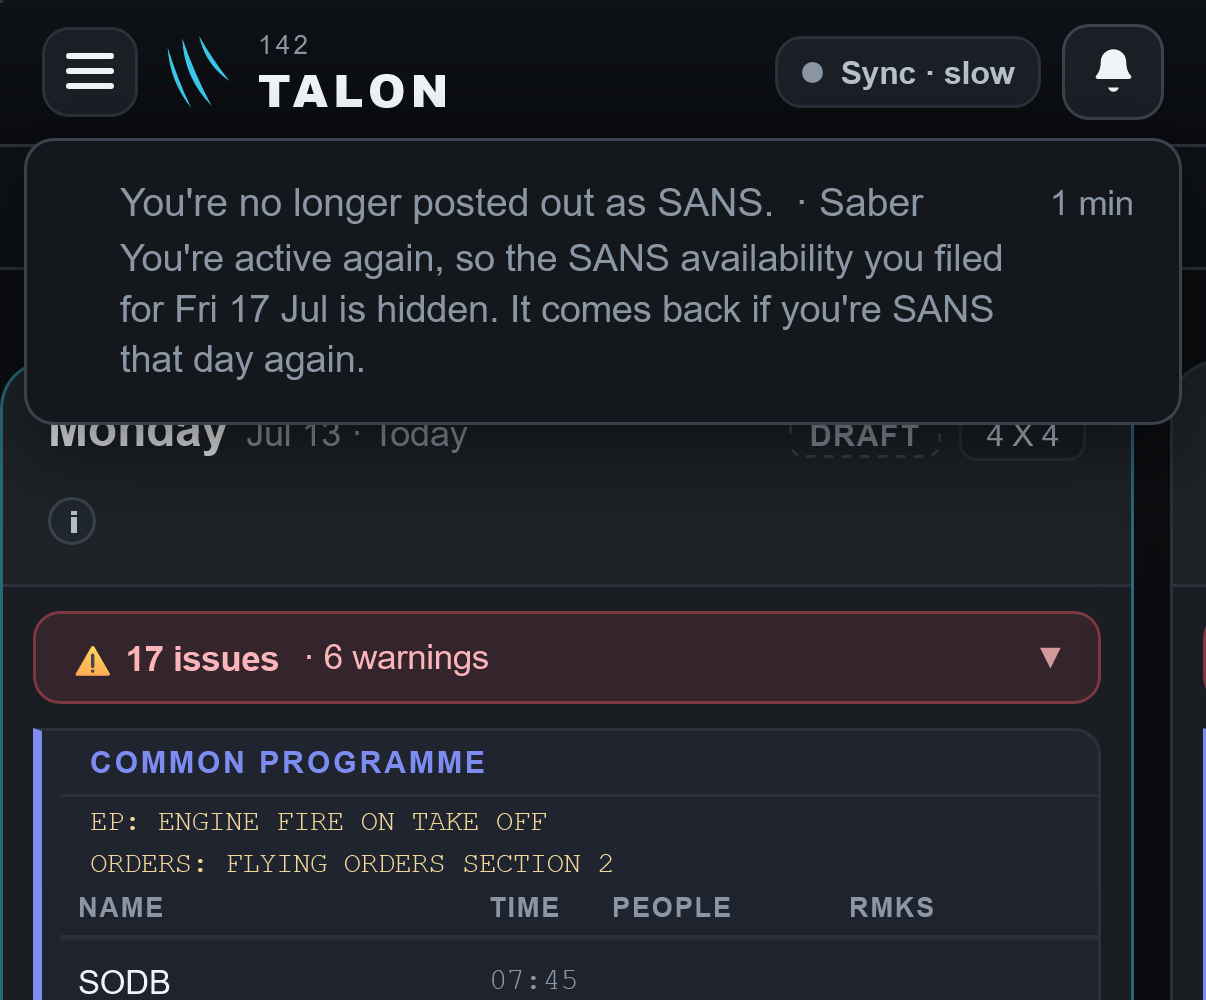 142
TALON
Sync · slow
You're no longer posted out as SANS. · Saber 1 min
You're active again, so the SANS availability you filed
for Fri 17 Jul is hidden. It comes back if you're SANS
that day again.
Monday Jul 13 · Today DRAFT 4 X 4
i
17 issues · 6 warnings ▼
COMMON PROGRAMME
EP: ENGINE FIRE ON TAKE OFF
ORDERS: FLYING ORDERS SECTION 2
NAME TIME PEOPLE RMKS
SODB 07:45